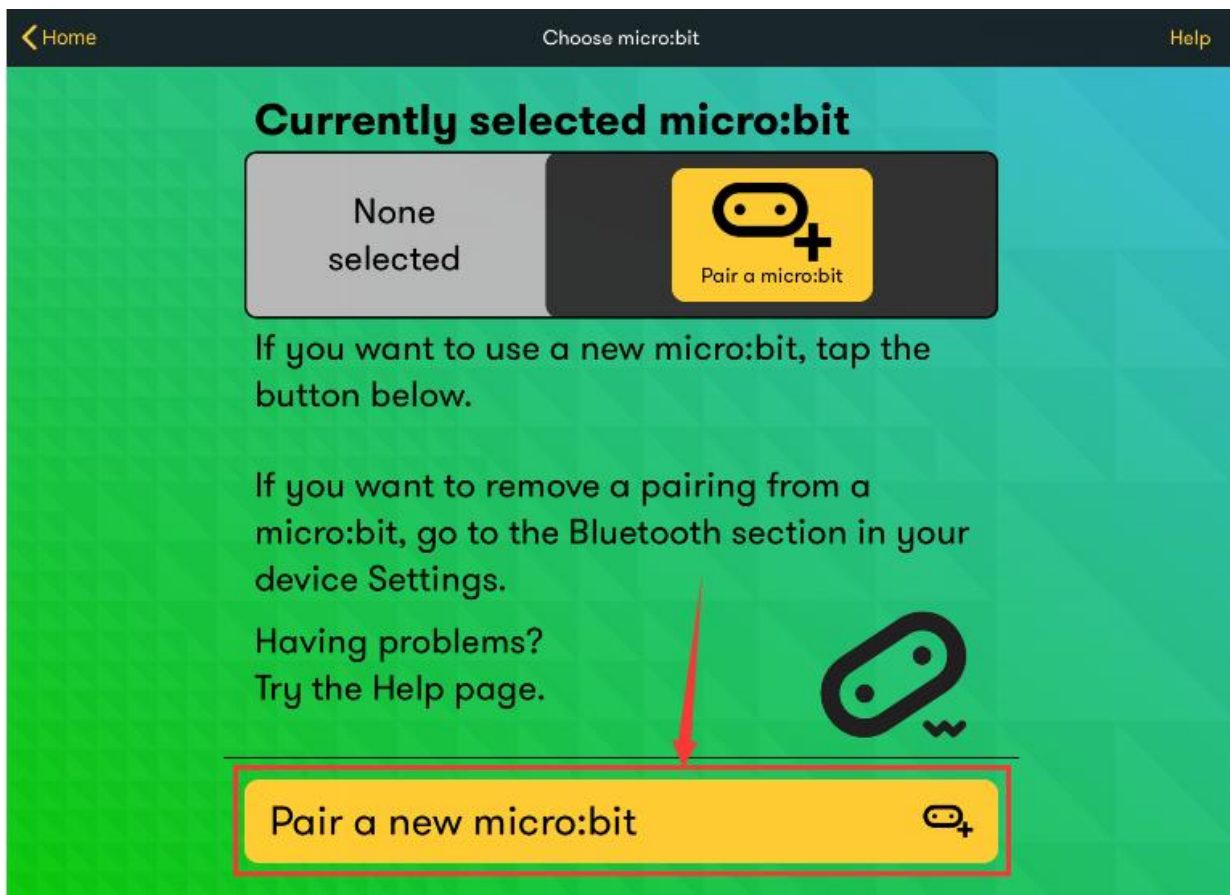 Home
Choose micro:bit
Help
Currently selected micro:bit
None
selected
Pair a micro:bit
If you want to use a new micro:bit, tap the
button below.
If you want to remove a pairing from a
micro:bit, go to the Bluetooth section in your
device Settings.
Having problems?
Try the Help page.
Pair a new micro:bit